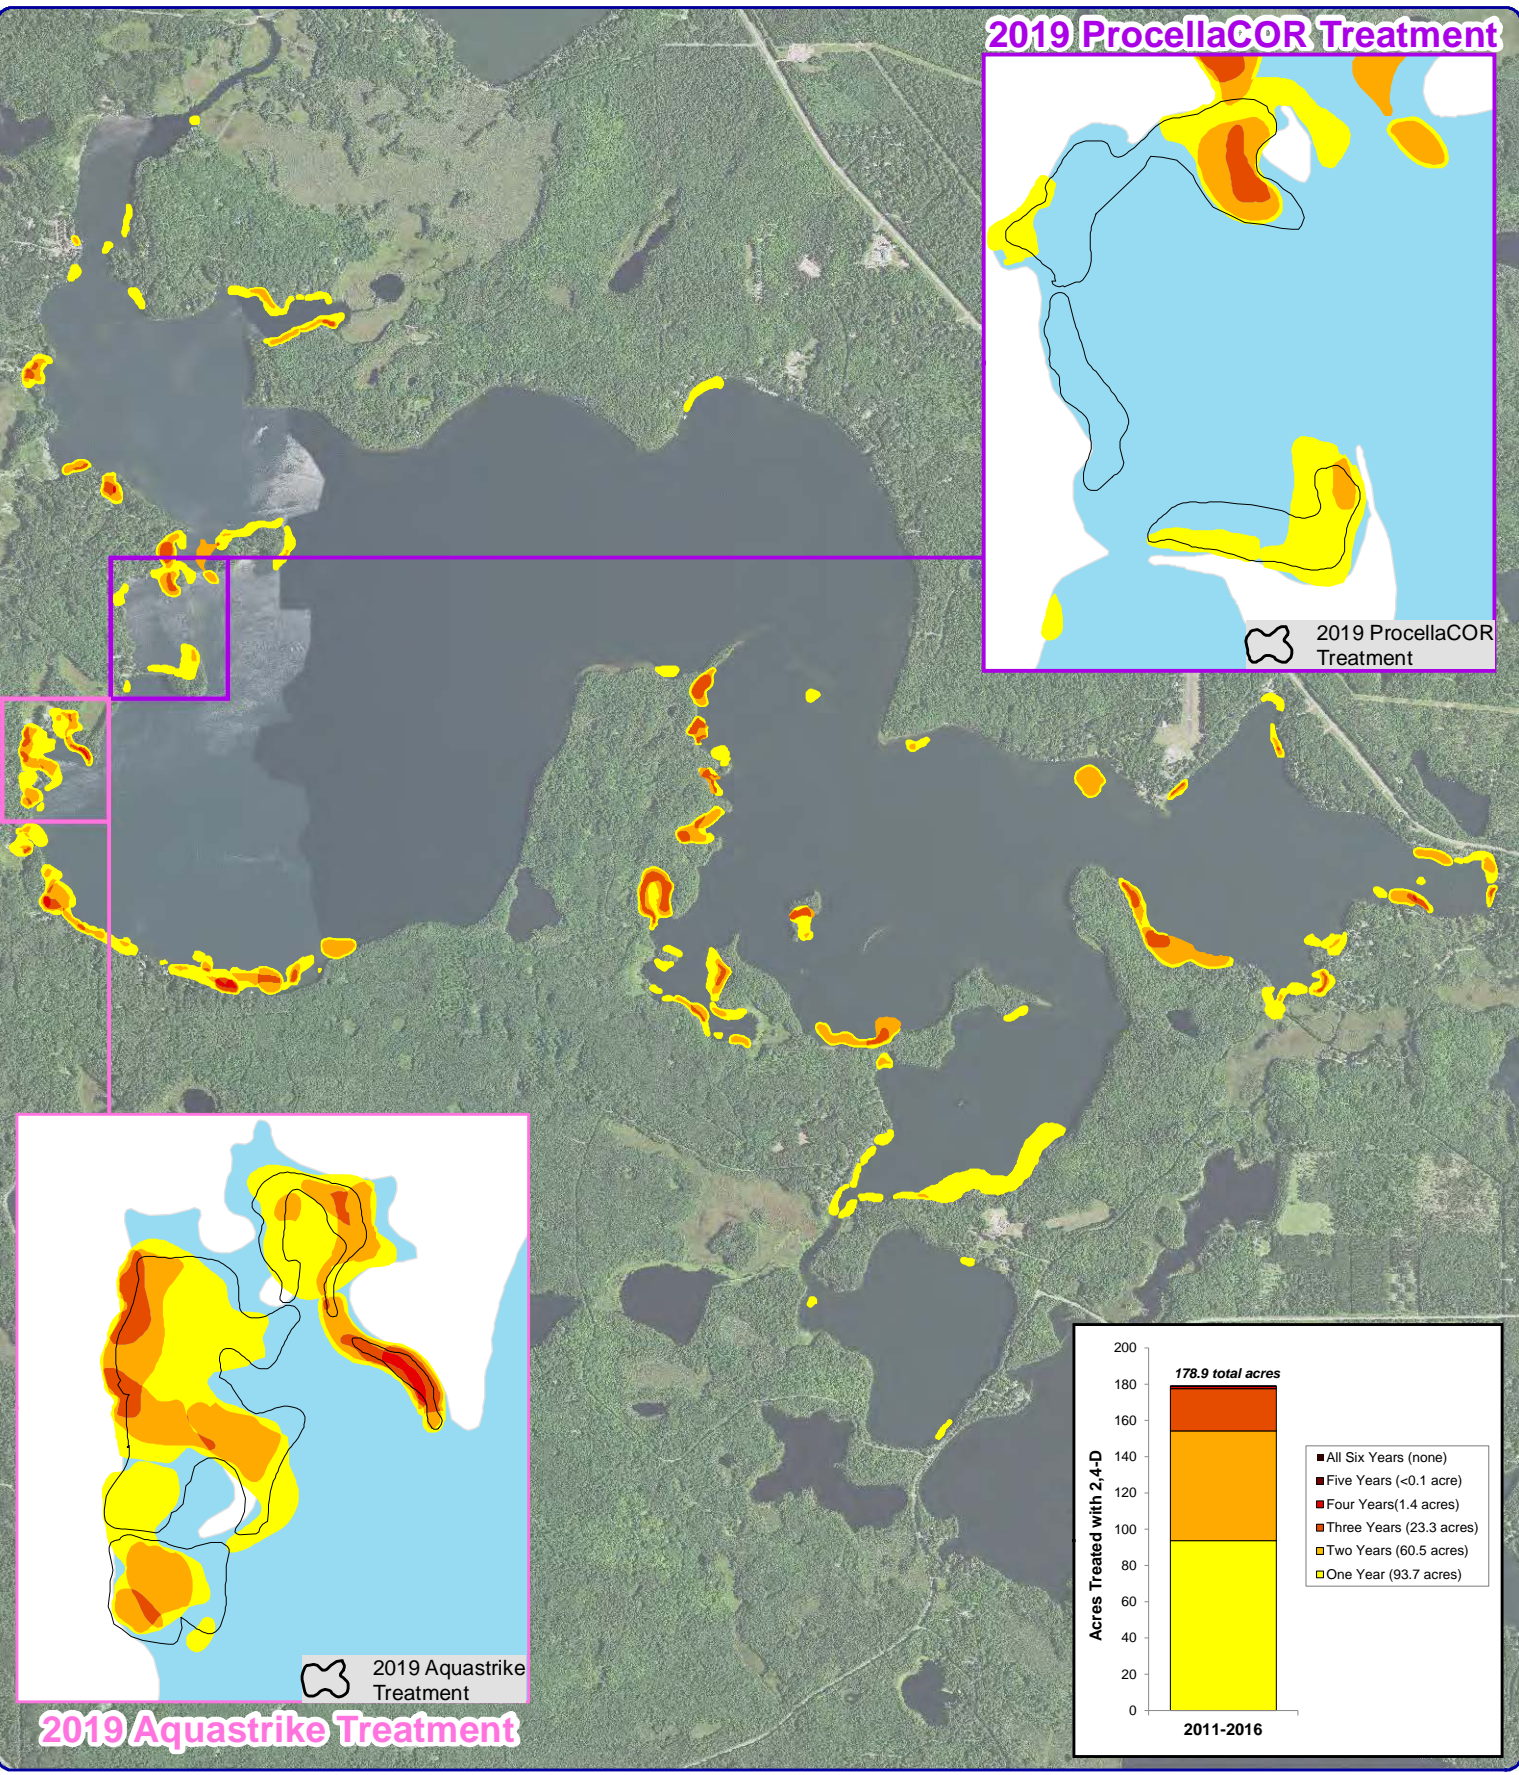 2019 ProcellaCOR Treatment
2019 ProcellaCOR
Treatment
2019 Aquastrike
Treatment
2019 Aquastrike Treatment
Acres Treated with 2,4-D
200
180
160
140
120
100
80
60
40
20
0
178.9 total acres
2011-2016
All Six Years (none)
Five Years (<0.1 acre)
Four Years(1.4 acres)
Three Years (23.3 acres)
Two Years (60.5 acres)
One Year (93.7 acres)